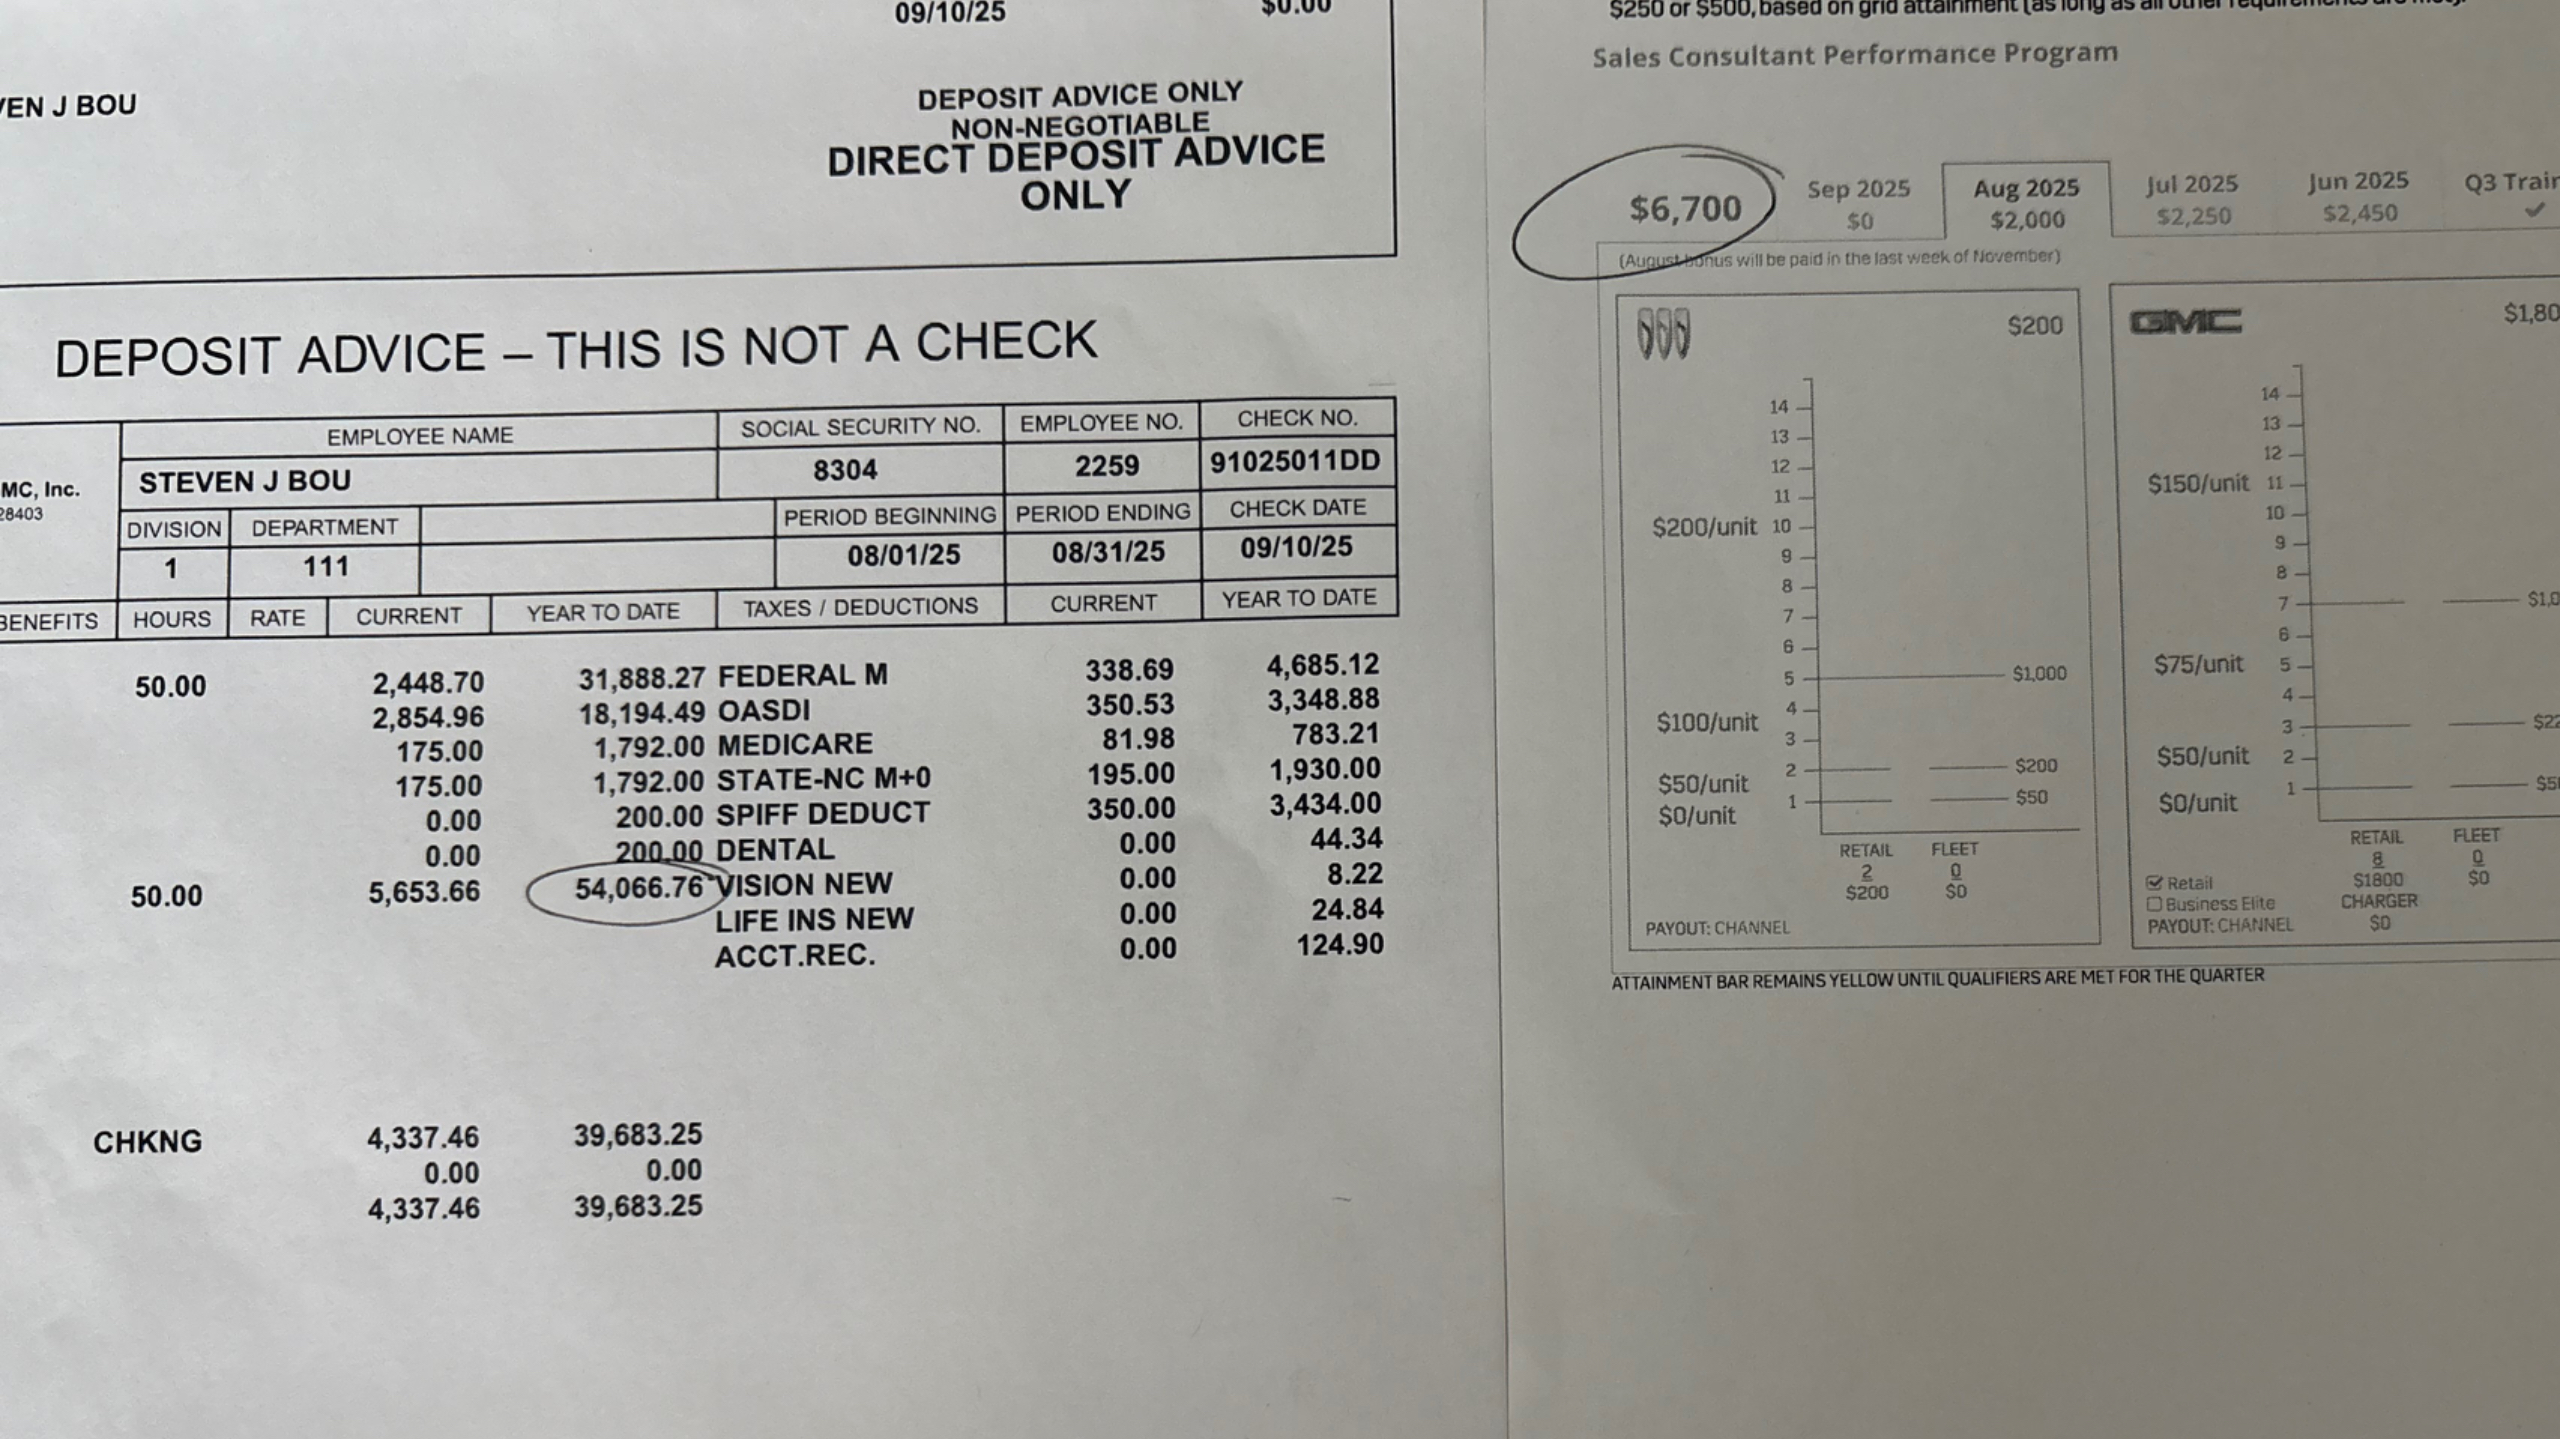 09/10/25 $0.00
VEN J BOU
DEPOSIT ADVICE ONLY
NON-NEGOTIABLE
DIRECT DEPOSIT ADVICE
ONLY
DEPOSIT ADVICE – THIS IS NOT A CHECK
EMPLOYEE NAME SOCIAL SECURITY NO. EMPLOYEE NO. CHECK NO.
MC, Inc. STEVEN J BOU 8304 2259 91025011DD
28403 DIVISION DEPARTMENT PERIOD BEGINNING PERIOD ENDING CHECK DATE
1 111 08/01/25 08/31/25 09/10/25
BENEFITS HOURS RATE CURRENT YEAR TO DATE TAXES / DEDUCTIONS CURRENT YEAR TO DATE
50.00 2,448.70 31,888.27 FEDERAL M 338.69 4,685.12
2,854.96 18,194.49 OASDI 350.53 3,348.88
175.00 1,792.00 MEDICARE 81.98 783.21
175.00 1,792.00 STATE-NC M+0 195.00 1,930.00
0.00 200.00 SPIFF DEDUCT 350.00 3,434.00
0.00 200.00 DENTAL 0.00 44.34
50.00 5,653.66 54,066.76 VISION NEW 0.00 8.22
LIFE INS NEW 0.00 24.84
ACCT.REC. 0.00 124.90
CHKNG 4,337.46 39,683.25
0.00 0.00
4,337.46 39,683.25
$250 or $500, based on grid attainment (as long as all other requirements are met).
Sales Consultant Performance Program
$6,700
Sep 2025 Aug 2025 Jul 2025 Jun 2025 Q3 Train
$0 $2,000 $2,250 $2,450
(August bonus will be paid in the last week of November)
$200
14
13
12
11
$200/unit 10
9
8
7
6
5 $1,000
4
$100/unit
3
2 $200
$50/unit
1 $50
$0/unit
RETAIL FLEET
2 0
$200 $0
PAYOUT: CHANNEL
GMC $1,80
14
13
12
$150/unit 11
10
9
8
7 $1,0
6
$75/unit 5
4
3 $22
$50/unit 2
1 $5
$0/unit
RETAIL FLEET
8 0
Retail $1800 $0
Business Elite CHARGER
PAYOUT: CHANNEL $0
ATTAINMENT BAR REMAINS YELLOW UNTIL QUALIFIERS ARE MET FOR THE QUARTER